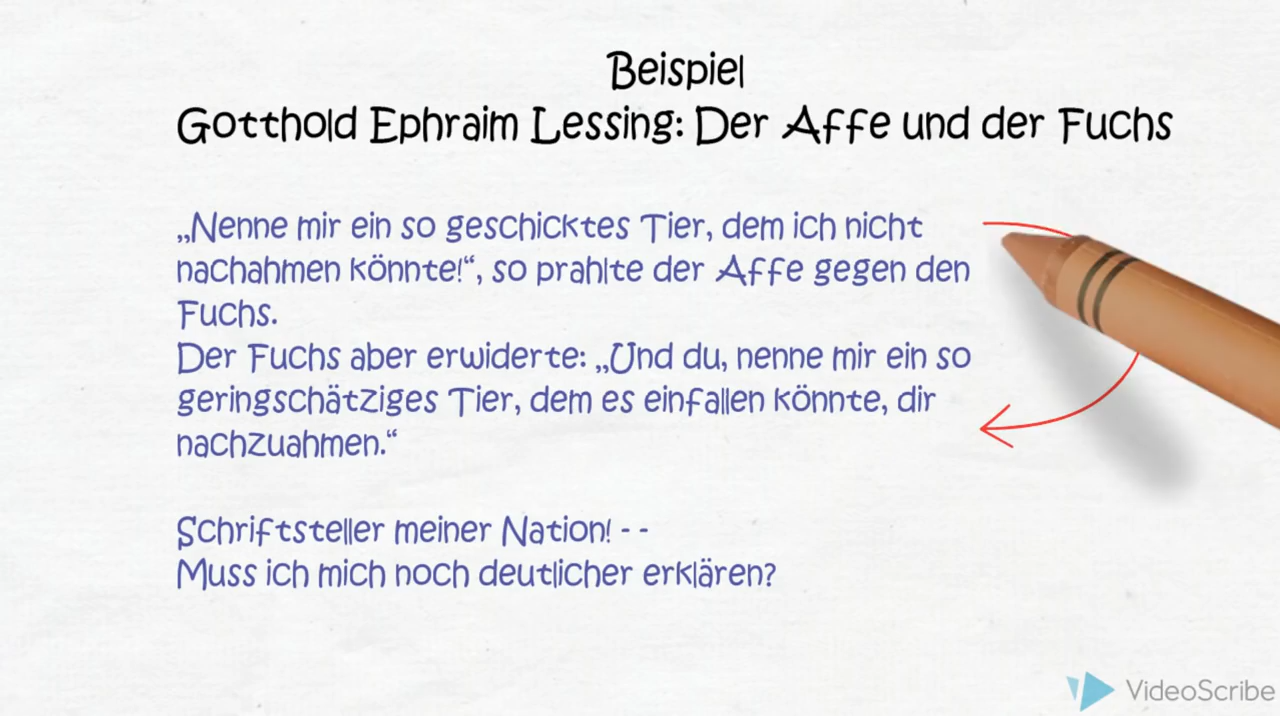 Beispiel
Gotthold Ephraim Lessing: Der Affe und der Fuchs
„Nenne mir ein so geschicktes Tier, dem ich nicht
nachahmen könnte!“, so prahlte der Affe gegen den
Fuchs.
Der Fuchs aber erwiderte: „Und du, nenne mir ein so
geringschätziges Tier, dem es einfallen könnte, dir
nachzuahmen.“
Schriftsteller meiner Nation! - -
Muss ich mich noch deutlicher erklären?
VideoScribe